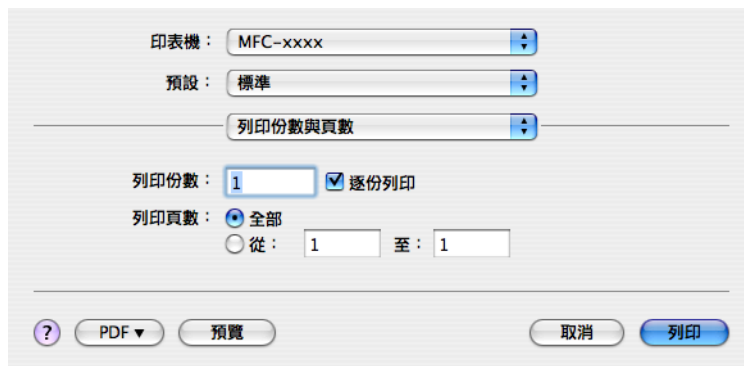 印表機： MFC-xxxx
預設： 標準
列印份數與頁數
列印份數： 1 逐份列印
列印頁數： 全部
從： 1 至： 1
? PDF▼ 預覽 取消 列印